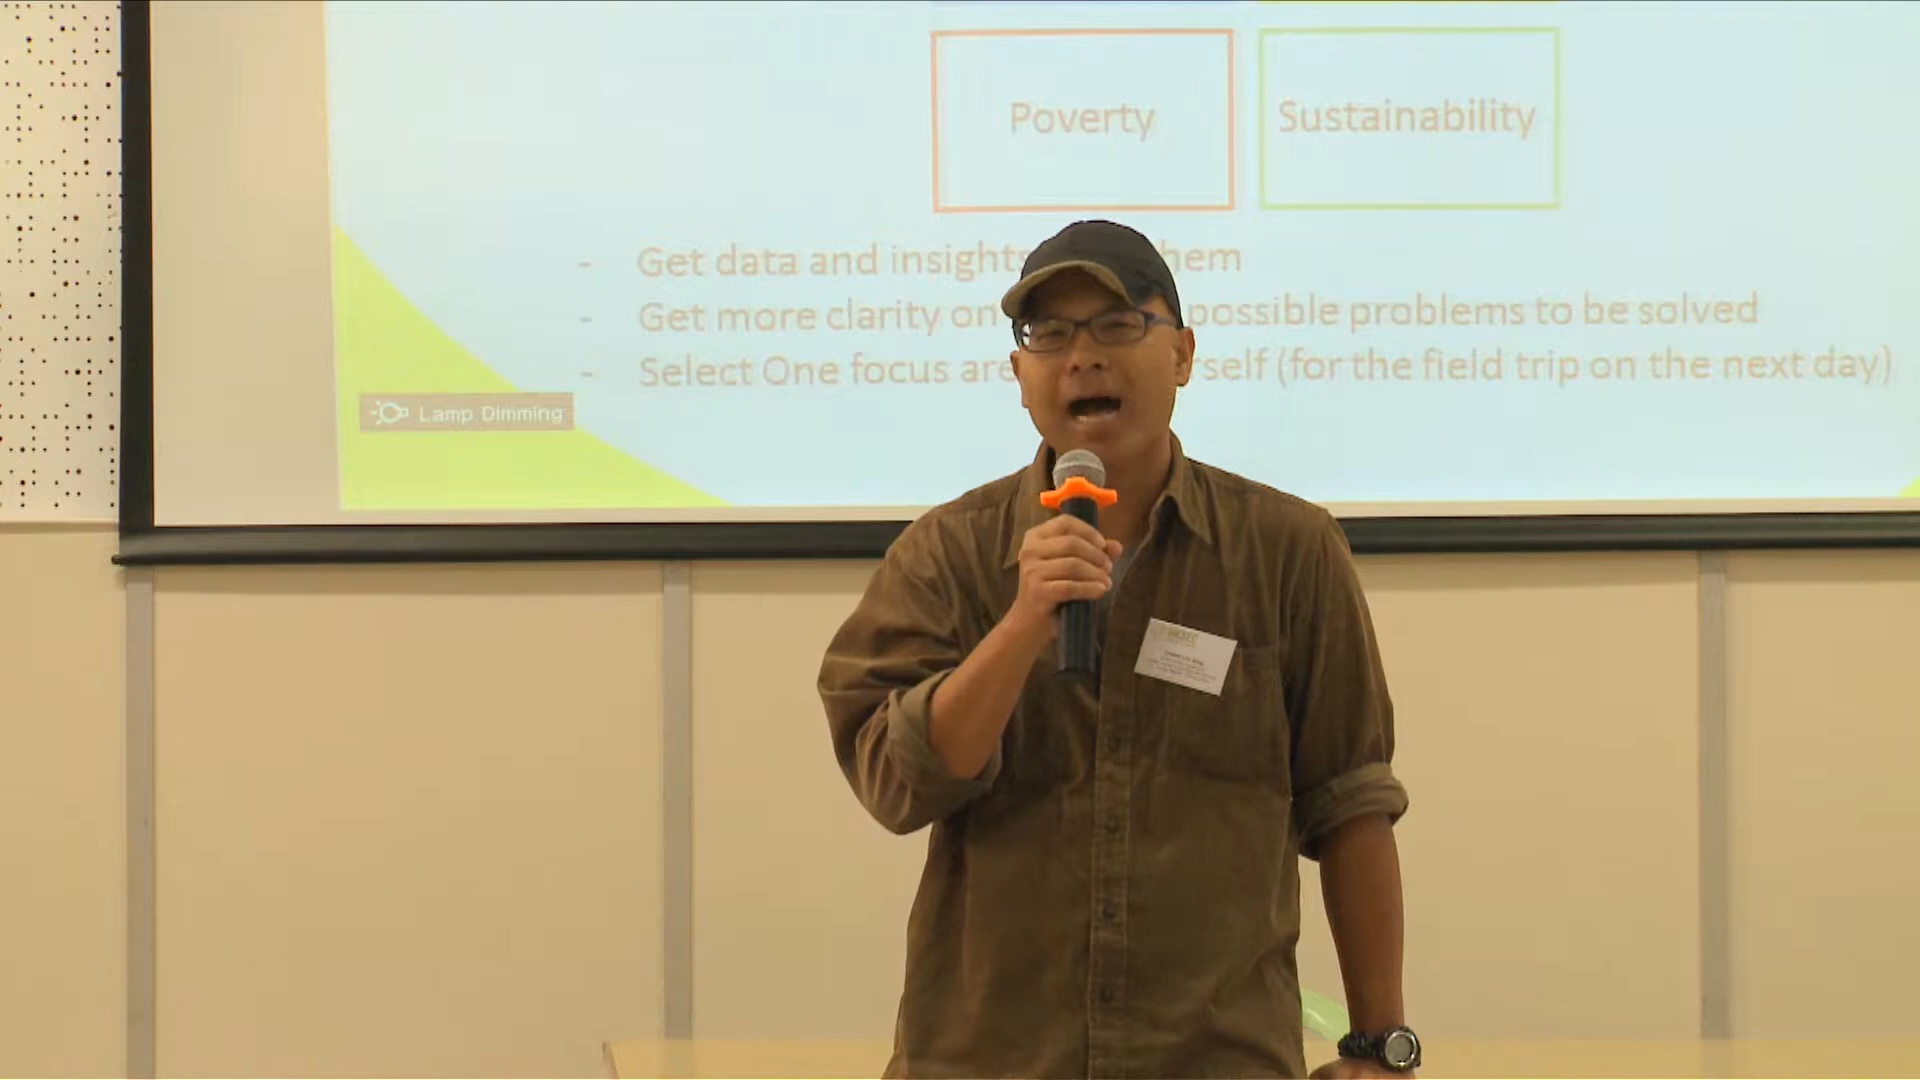 Poverty
Sustainability
- Get data and insights hem
- Get more clarity on possible problems to be solved
- Select One focus are rself (for the field trip on the next day)
Lamp Dimming